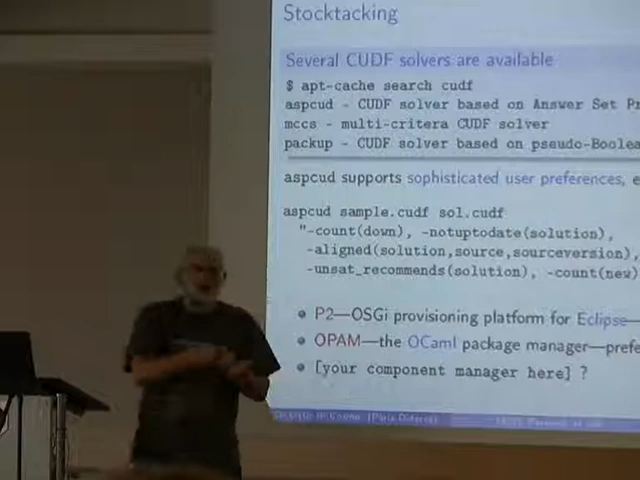 Stocktacking
Several CUDF solvers are available
$ apt-cache search cudf
aspcud - CUDF solver based on Answer Set
mccs - multi-critera CUDF solver
packup - CUDF solver based on
aspcud supports sophisticated user preferences,
aspcud sample.cudf sol.cudf
"-count(down), -notuptodate(solution),
-aligned(solution,source,sourceversion),
-unsat_recommends(solution), -count(new)
• P2—OSGi provisioning platform for Eclipse—
• OPAM—the OCaml package manager—
• [your component manager here] ?